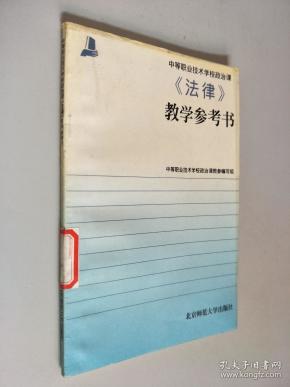 中等职业技术学校政治课
《法律》
教学参考书
中等职业技术学校政治课教参编写组
北京师范大学出版社
孔夫子旧书网